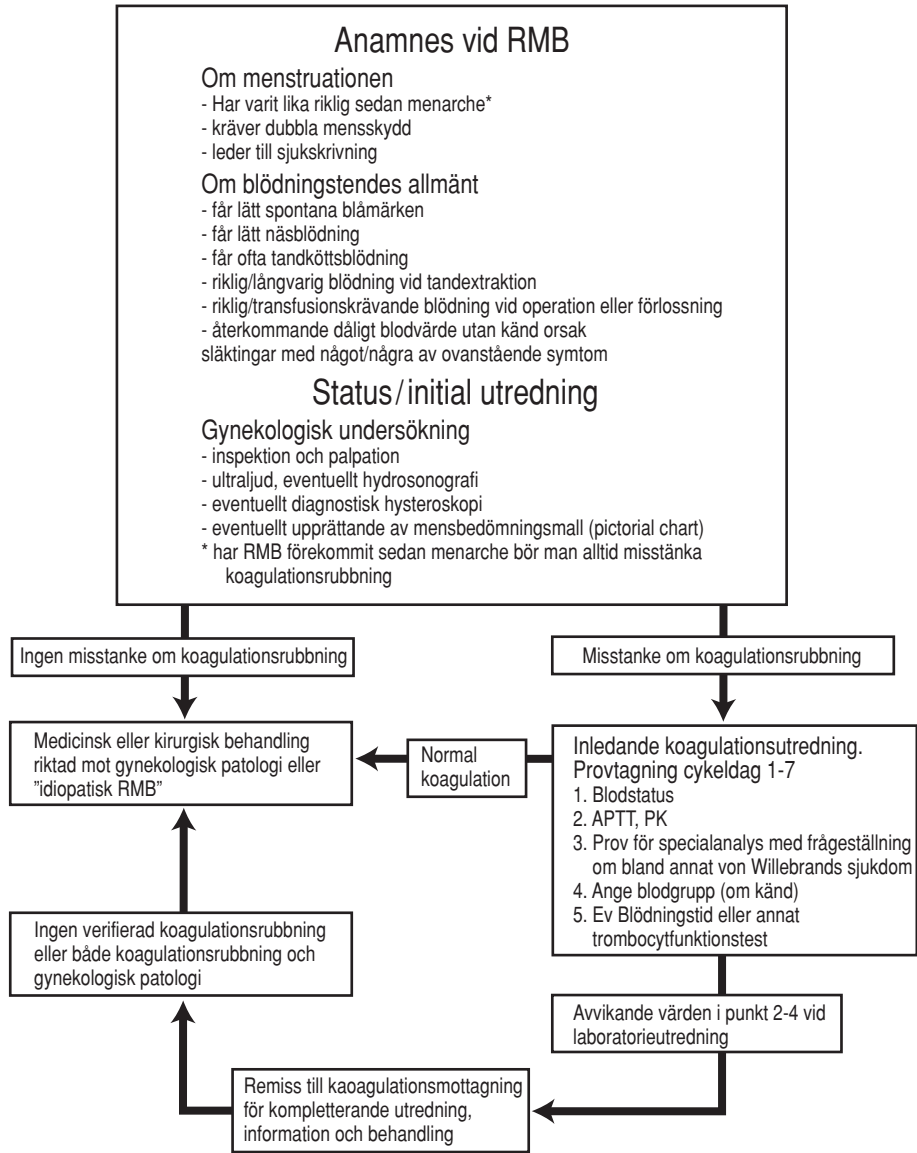 Anamnes vid RMB
Om menstruationen
- Har varit lika riklig sedan menarche*
- kräver dubbla mensskydd
- leder till sjukskrivning
Om blödningstendes allmänt
- får lätt spontana blåmärken
- får lätt näsblödning
- får ofta tandköttsblödning
- riklig/långvarig blödning vid tandextraktion
- riklig/transfusionskrävande blödning vid operation eller förlossning
- återkommande dåligt blodvärde utan känd orsak
släktingar med något/några av ovanstående symtom
Status/initial utredning
Gynekologisk undersökning
- inspektion och palpation
- ultraljud, eventuellt hydrosonografi
- eventuellt diagnostisk hysteroskopi
- eventuellt upprättande av mensbedömningsmall (pictorial chart)
* har RMB förekommit sedan menarche bör man alltid misstänka
koagulationsrubbning
Ingen misstanke om koagulationsrubbning
Misstanke om koagulationsrubbning
Medicinsk eller kirurgisk behandling
riktad mot gynekologisk patologi eller
"idiopatisk RMB"
Normal
koagulation
Inledande koagulationsutredning.
Provtagning cykeldag 1-7
1. Blodstatus
2. APTT, PK
3. Prov för specialanalys med frågeställning
om bland annat von Willebrands sjukdom
4. Ange blodgrupp (om känd)
5. Ev Blödningstid eller annat
trombocytfunktionstest
Ingen verifierad koagulationsrubbning
eller både koagulationsrubbning och
gynekologisk patologi
Avvikande värden i punkt 2-4 vid
laboratorieutredning
Remiss till kaoagulationsmottagning
för kompletterande utredning,
information och behandling